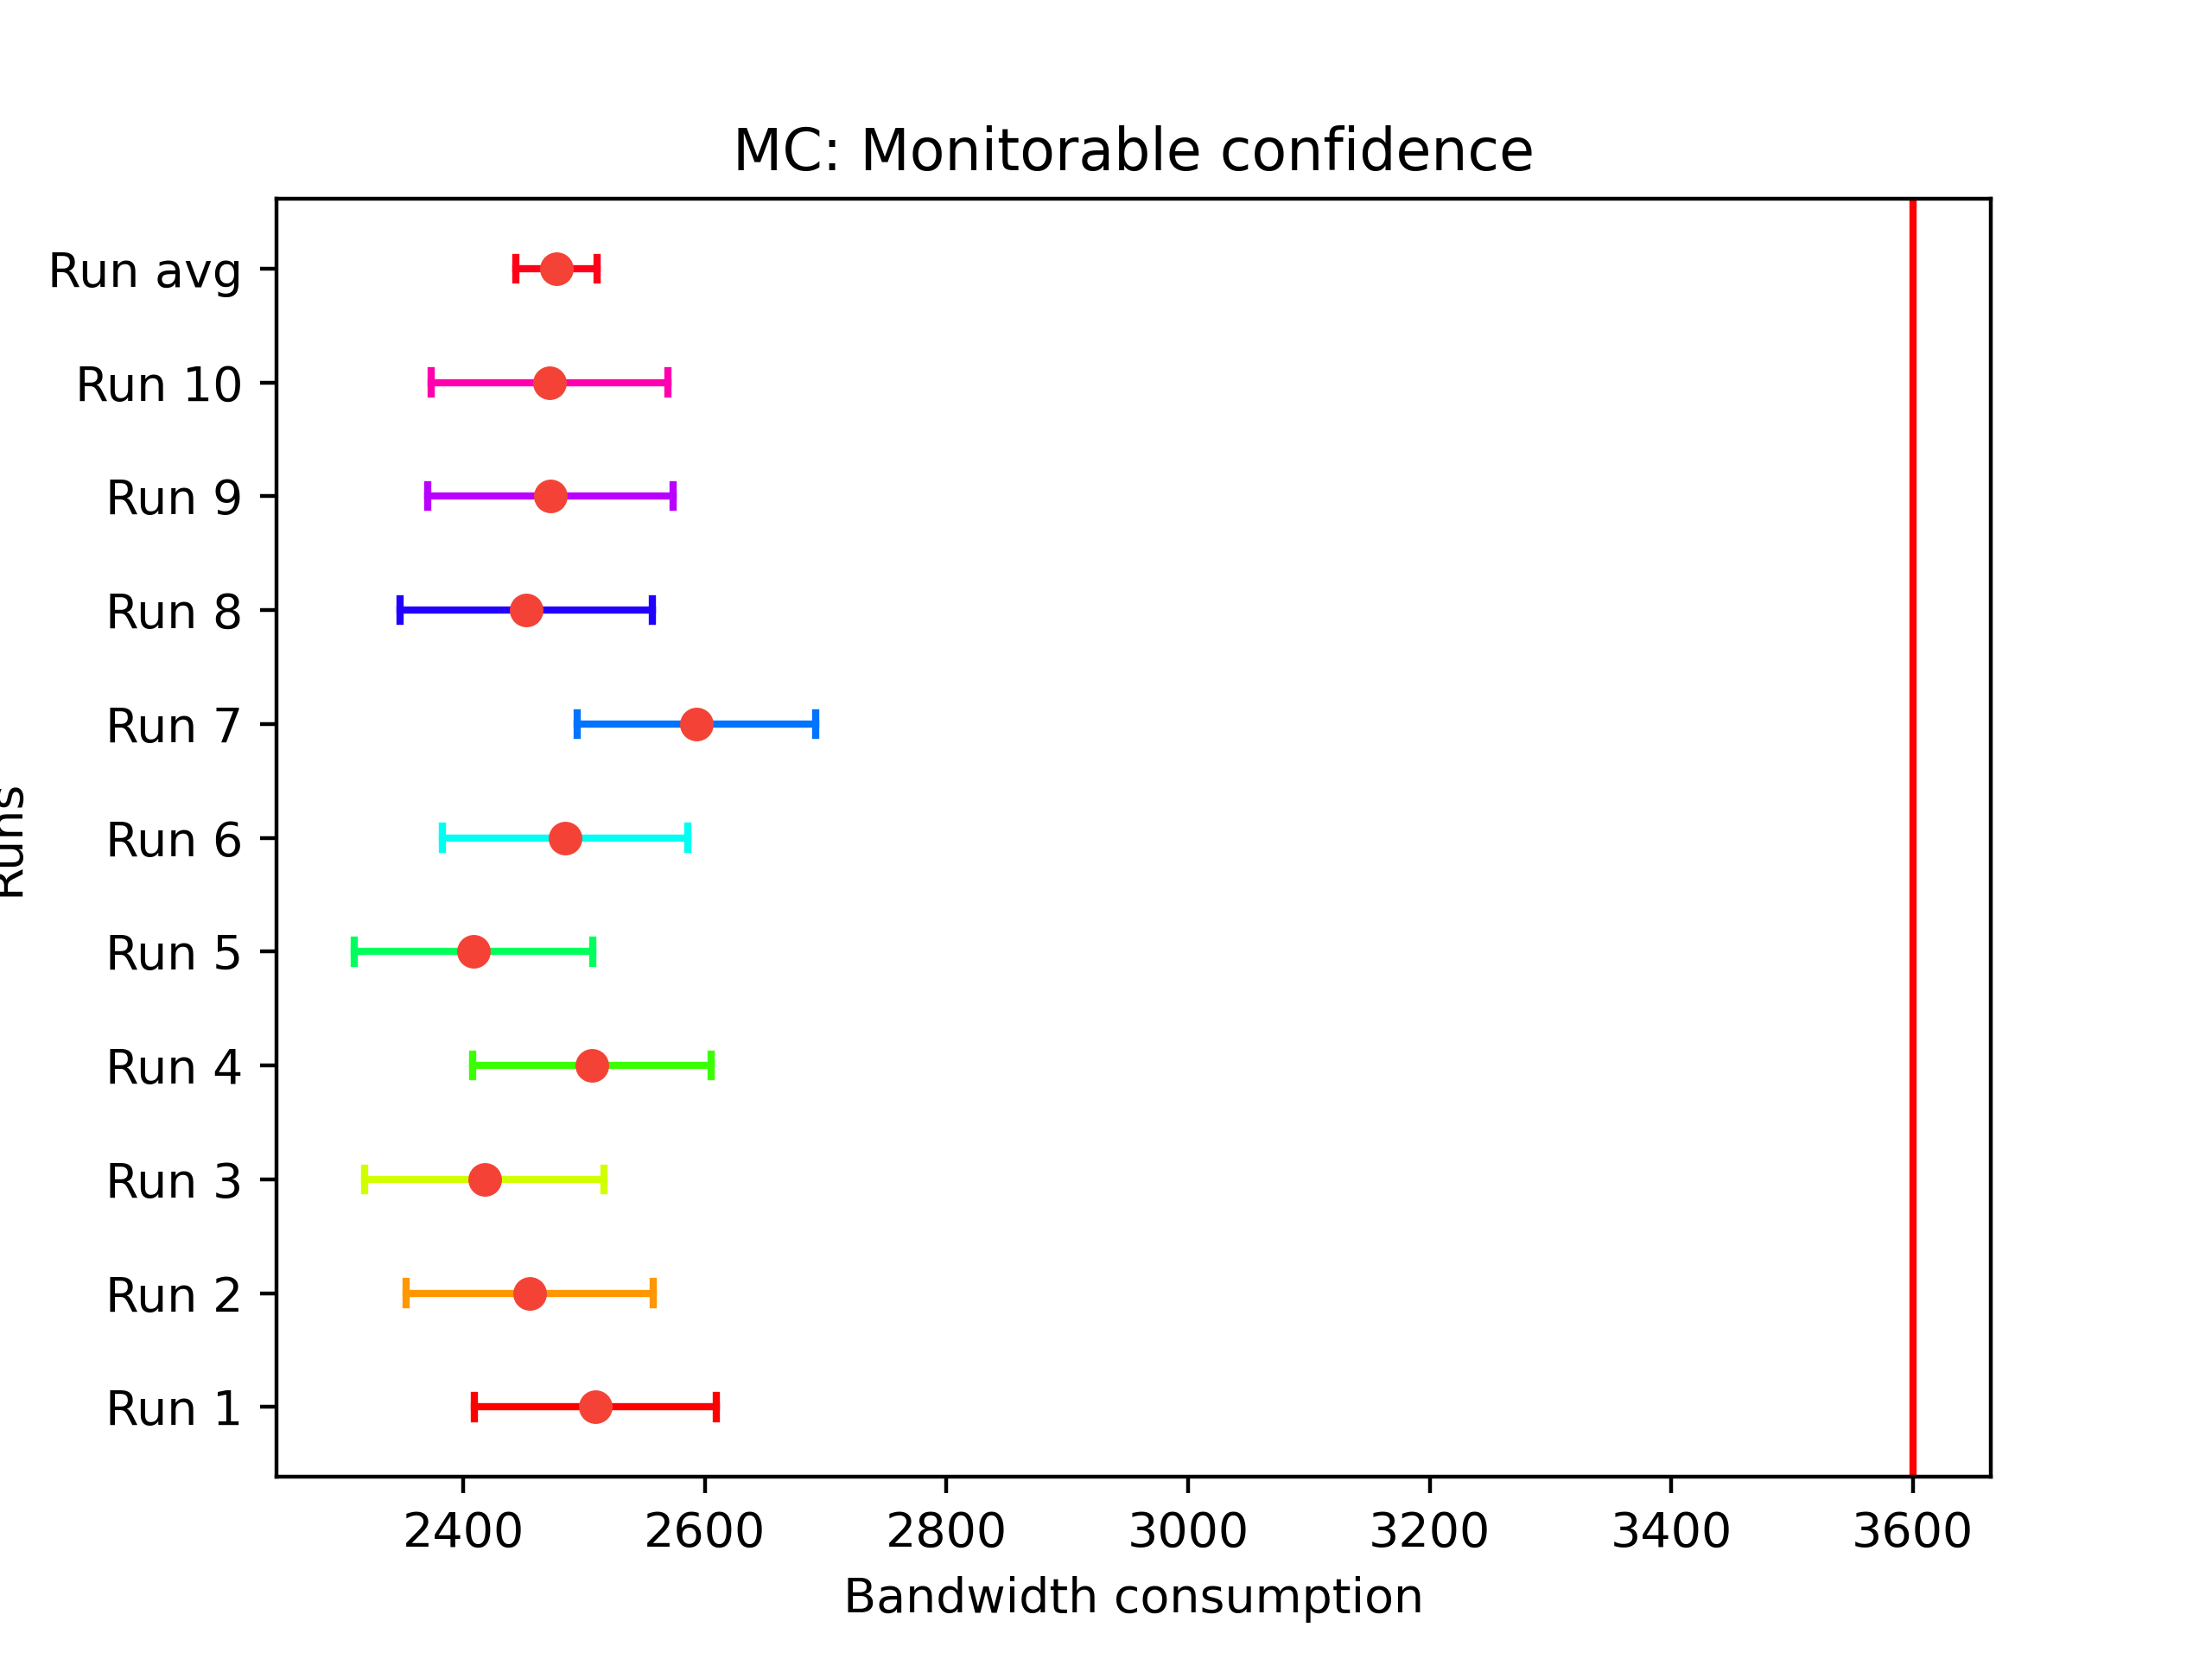 MC: Monitorable confidence
Run avg
Run 10
Run 9
Run 8
Run 7
Run 6
Run 5
Run 4
Run 3
Run 2
Run 1
Runs
2400 2600 2800 3000 3200 3400 3600
Bandwidth consumption